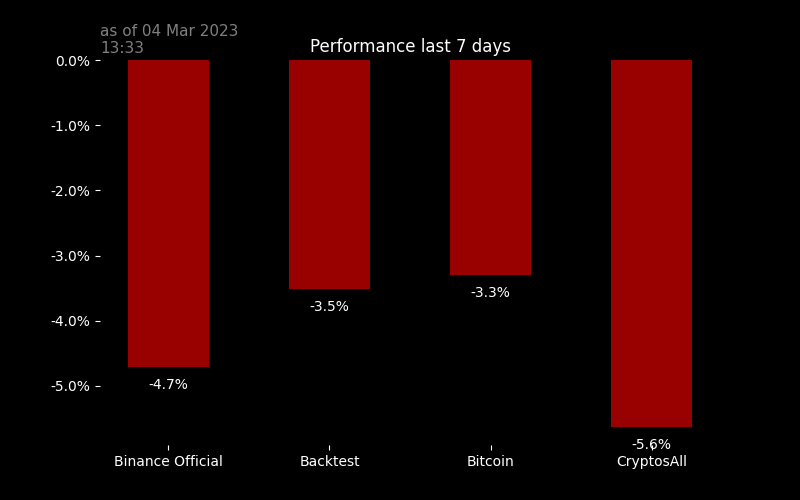 as of 04 Mar 2023
13:33
Performance last 7 days
0.0%
-1.0%
-2.0%
-3.0%
-4.0%
-5.0%
-4.7%
-3.5%
-3.3%
-5.6%
Binance Official
Backtest
Bitcoin
CryptosAll